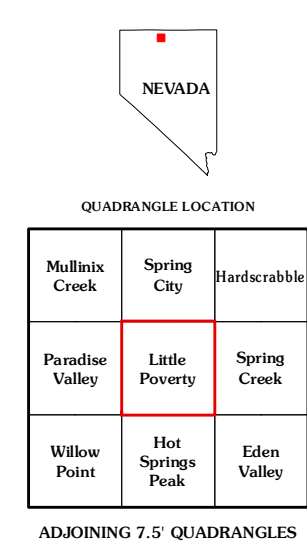 NEVADA
QUADRANGLE LOCATION
Mullinix
Creek
Spring
City
Hardscrabble
Paradise
Valley
Little
Poverty
Spring
Creek
Willow
Point
Hot
Springs
Peak
Eden
Valley
ADJOINING 7.5' QUADRANGLES